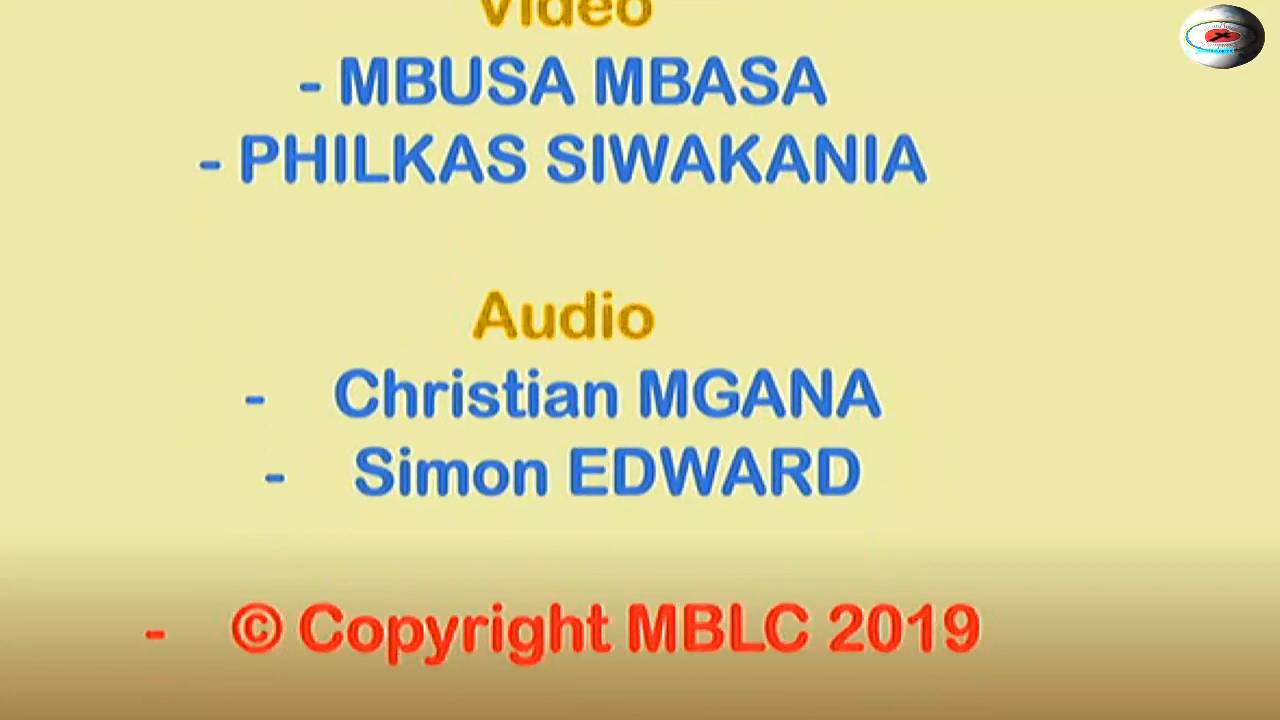 Video
- MBUSA MBASA
- PHILKAS SIWAKANIA
Audio
- Christian MGANA
- Simon EDWARD
- © Copyright MBLC 2019